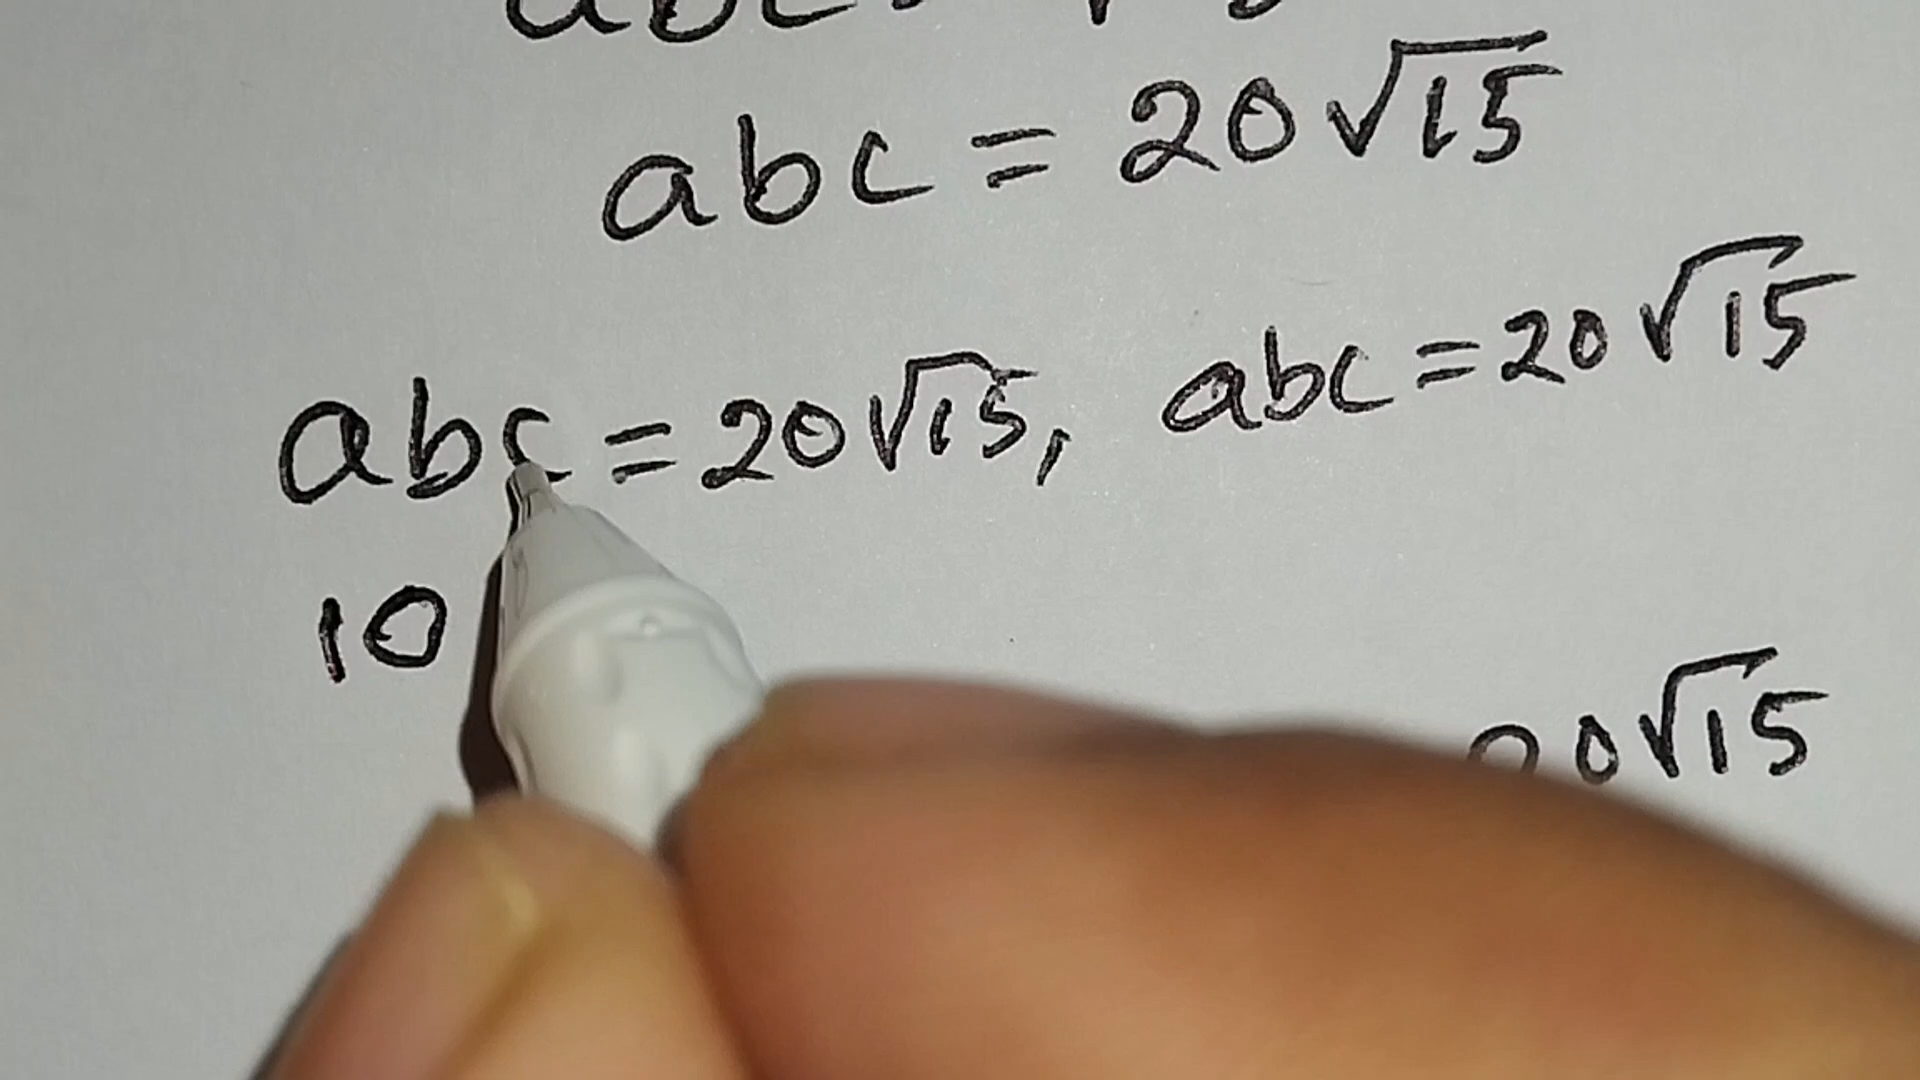 abc = 20√15
abc = 20√15, abc = 20√15
10
20√15